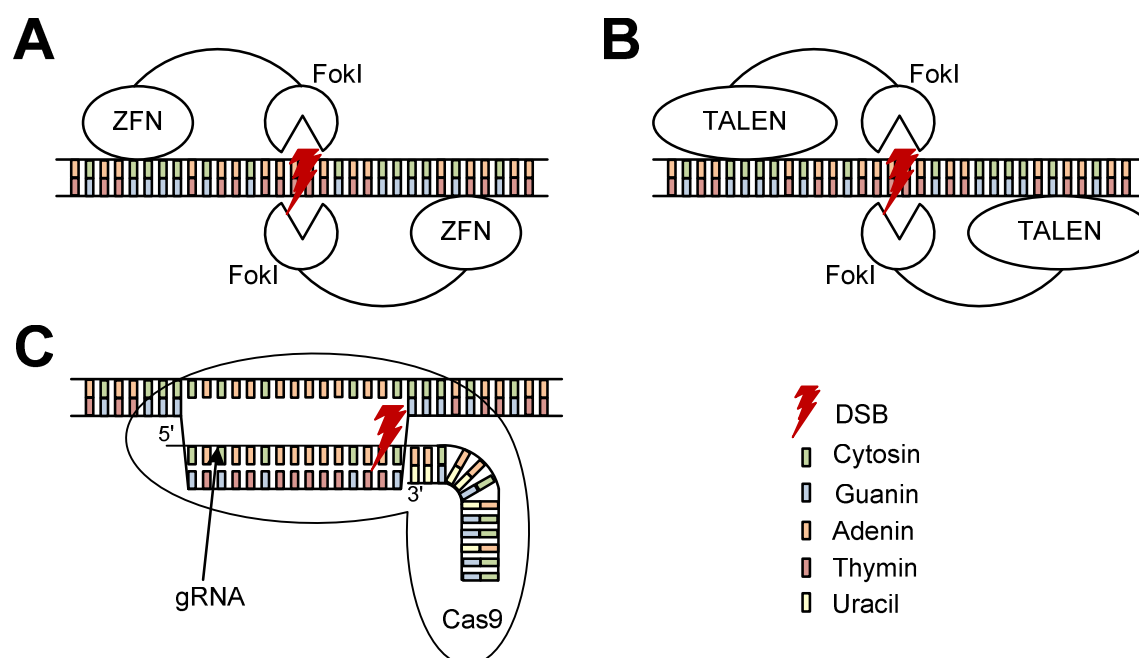 A
B
FokI
FokI
ZFN
TALEN
ZFN
TALEN
FokI
FokI
C
5'
3'
gRNA
Cas9
DSB
Cytosin
Guanin
Adenin
Thymin
Uracil